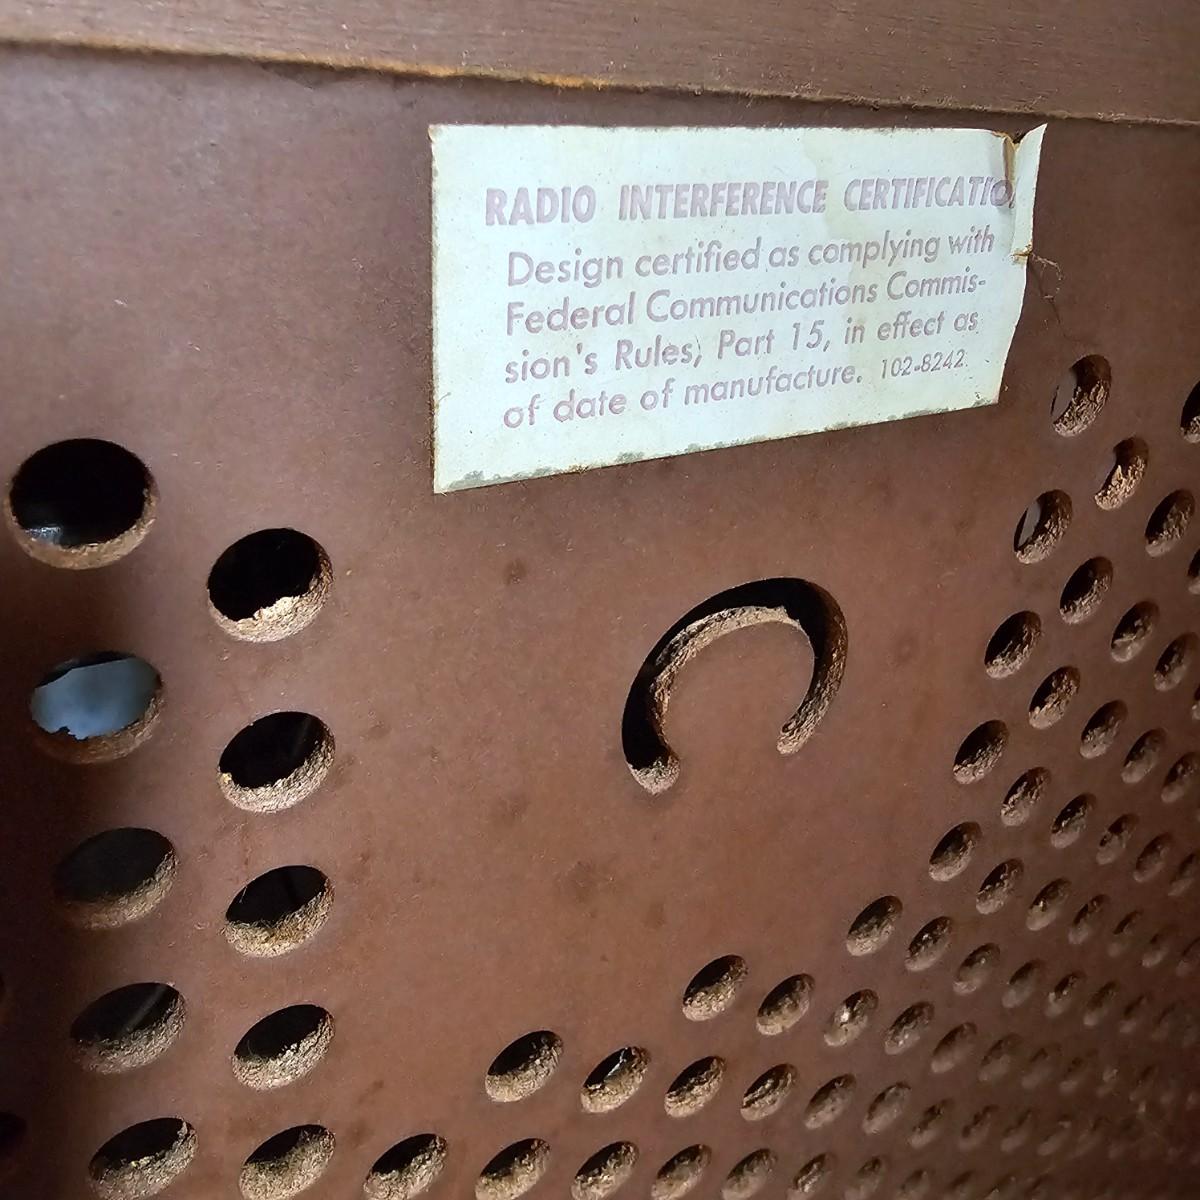 RADIO INTERFERENCE CERTIFICATIO
Design certified as complying with
Federal Communications Commis-
sion's Rules, Part 15, in effect as
of date of manufacture. 102-8242